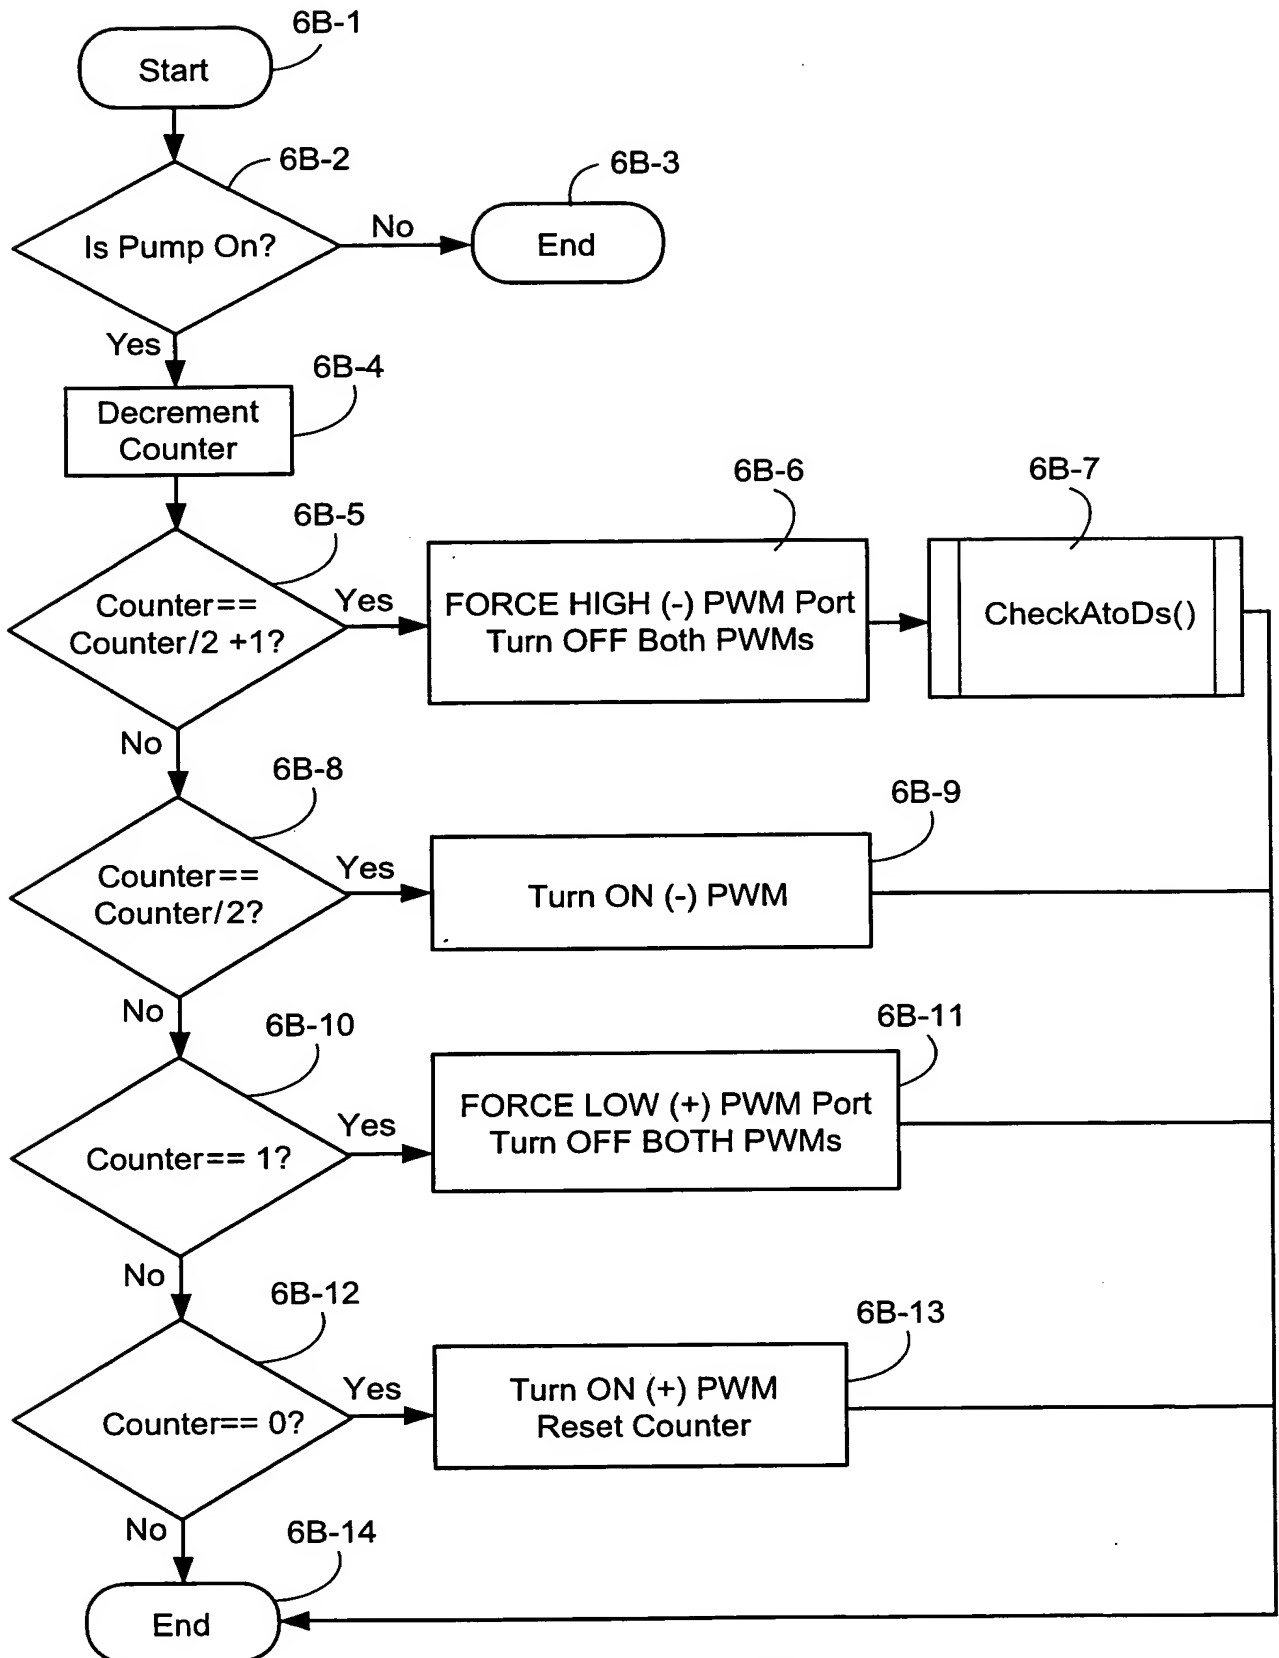 6B-1
Start
6B-2
6B-3
Is Pump On?
No
End
Yes
6B-4
Decrement
Counter
6B-5
6B-6
6B-7
Counter==
Counter/2 +1?
Yes
FORCE HIGH (-) PWM Port
Turn OFF Both PWMs
CheckAtoDs()
No
6B-8
6B-9
Counter==
Counter/2?
Yes
Turn ON (-) PWM
No
6B-10
6B-11
Counter== 1?
Yes
FORCE LOW (+) PWM Port
Turn OFF BOTH PWMs
No
6B-12
6B-13
Counter== 0?
Yes
Turn ON (+) PWM
Reset Counter
No
6B-14
End